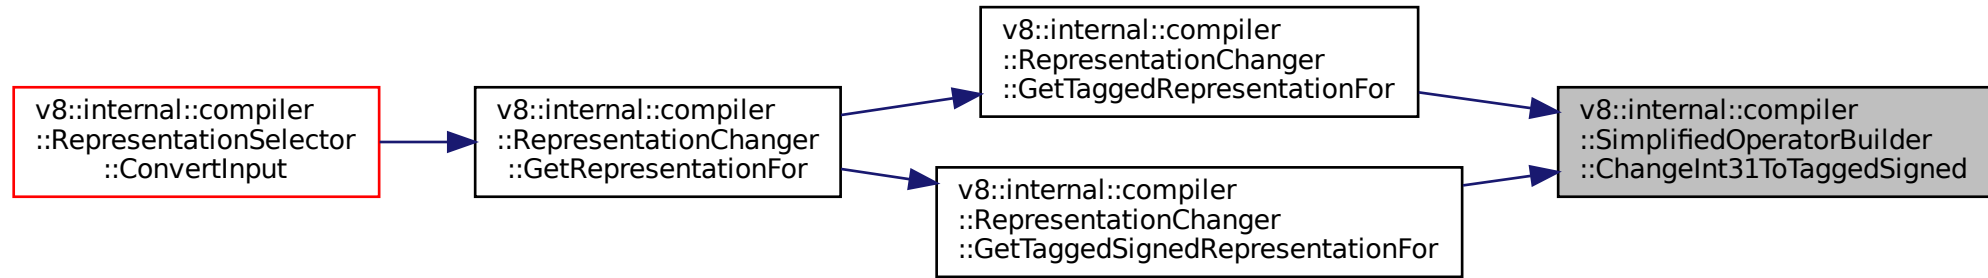 v8::internal::compiler
::RepresentationSelector
::ConvertInput
v8::internal::compiler
::RepresentationChanger
::GetRepresentationFor
v8::internal::compiler
::RepresentationChanger
::GetTaggedRepresentationFor
v8::internal::compiler
::RepresentationChanger
::GetTaggedSignedRepresentationFor
v8::internal::compiler
::SimplifiedOperatorBuilder
::ChangeInt31ToTaggedSigned